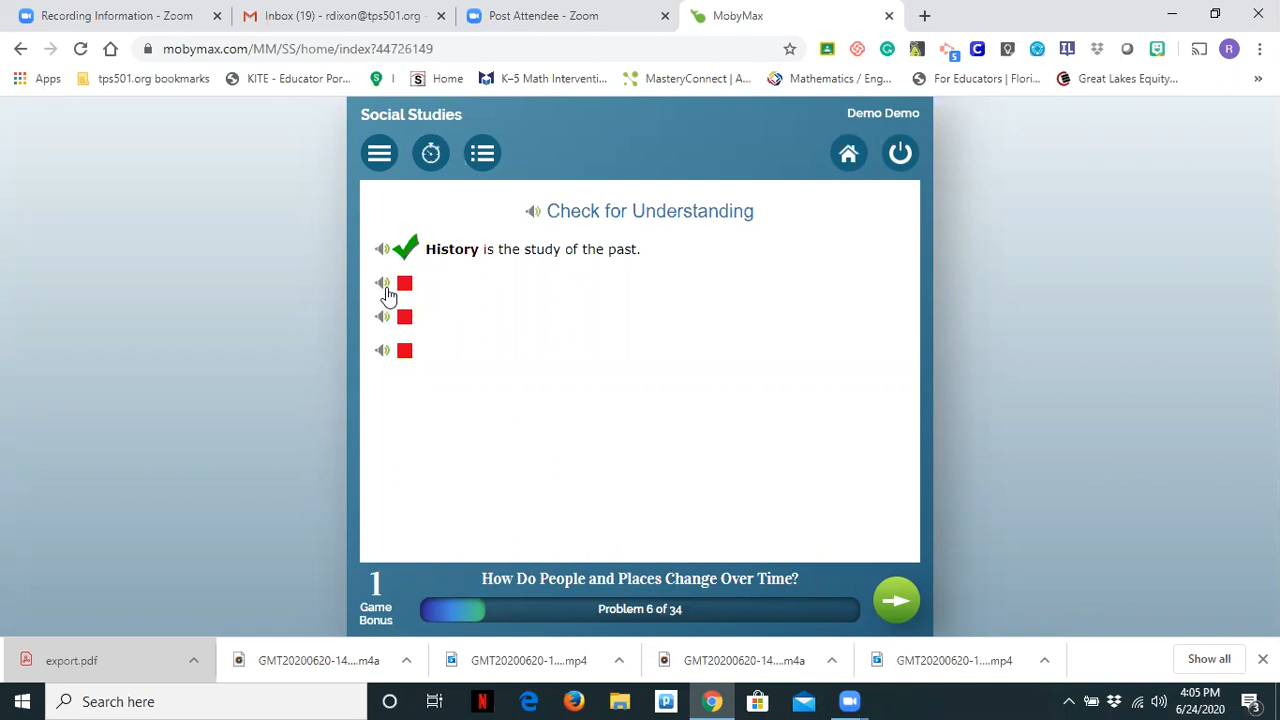 Recording Information - Zoom
Inbox (19) - rdixon@tps501.org -
Post Attendee - Zoom
MobyMax
mobymax.com/MM/SS/home/index?44726149
R
Apps
tps501.org bookmarks
KITE - Educator Por...
S
I
Home
K–5 Math Interventi...
MasteryConnect | A...
Mathematics / Eng...
For Educators | Flori...
Great Lakes Equity...
Social Studies
Demo Demo
Check for Understanding
History is the study of the past.
1
Game
Bonus
How Do People and Places Change Over Time?
Problem 6 of 34
export.pdf
GMT20200620-14....m4a
GMT20200620-1....mp4
GMT20200620-14....m4a
GMT20200620-1....mp4
Show all
Search here
4:05 PM
6/24/2020
3